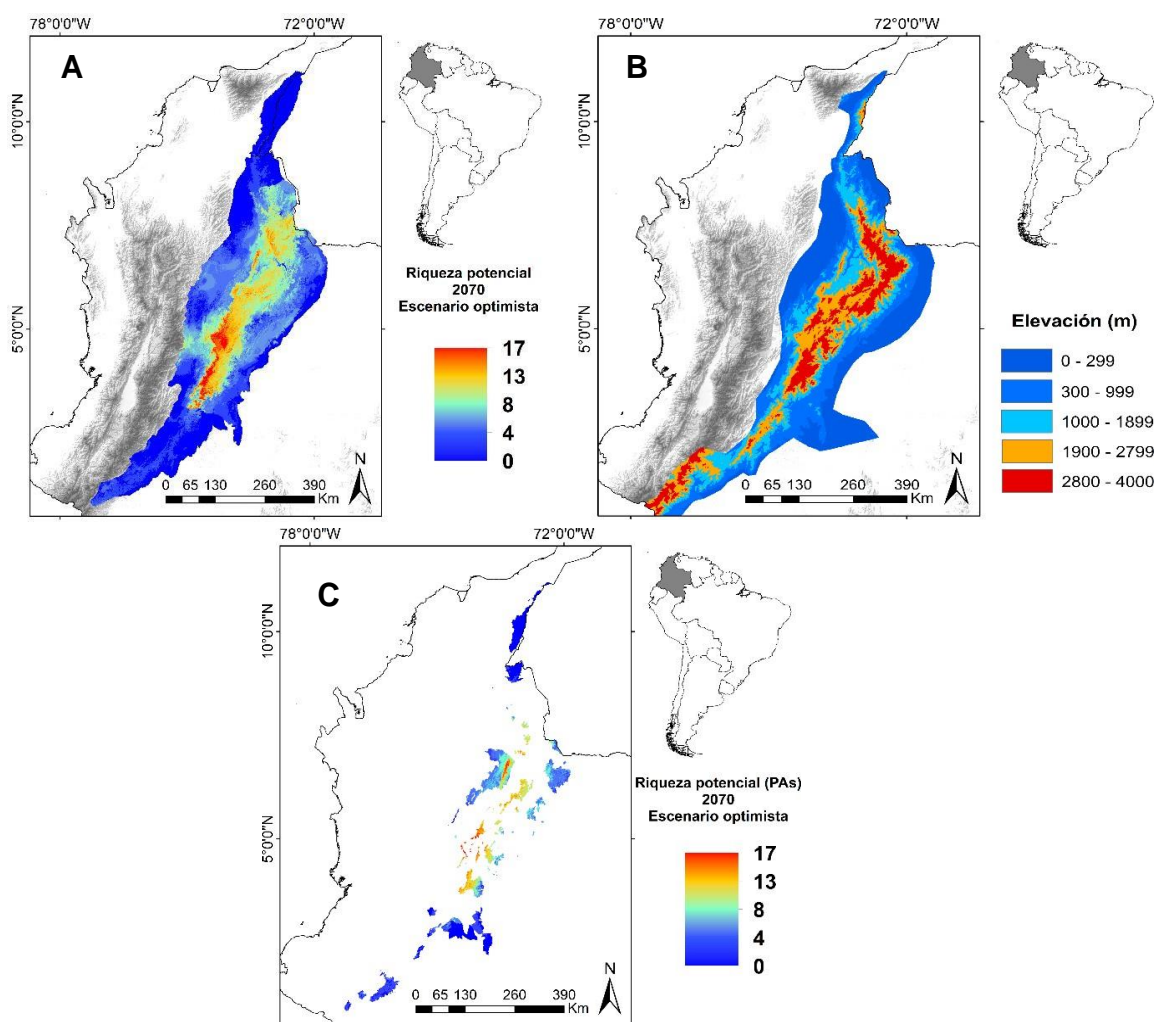 78°0'0"W
72°0'0"W
A
10°0'0"N
5°0'0"N
Riqueza potencial
2070
Escenario optimista
17
13
8
4
0
N
0 65 130 260 390
Km
78°0'0"W
72°0'0"W
B
10°0'0"N
5°0'0"N
Elevación (m)
0 - 299
300 - 999
1000 - 1899
1900 - 2799
2800 - 4000
N
0 65 130 260 390
Km
78°0'0"W
72°0'0"W
C
10°0'0"N
5°0'0"N
Riqueza potencial (PAs)
2070
Escenario optimista
17
13
8
4
0
N
0 65 130 260 390
Km